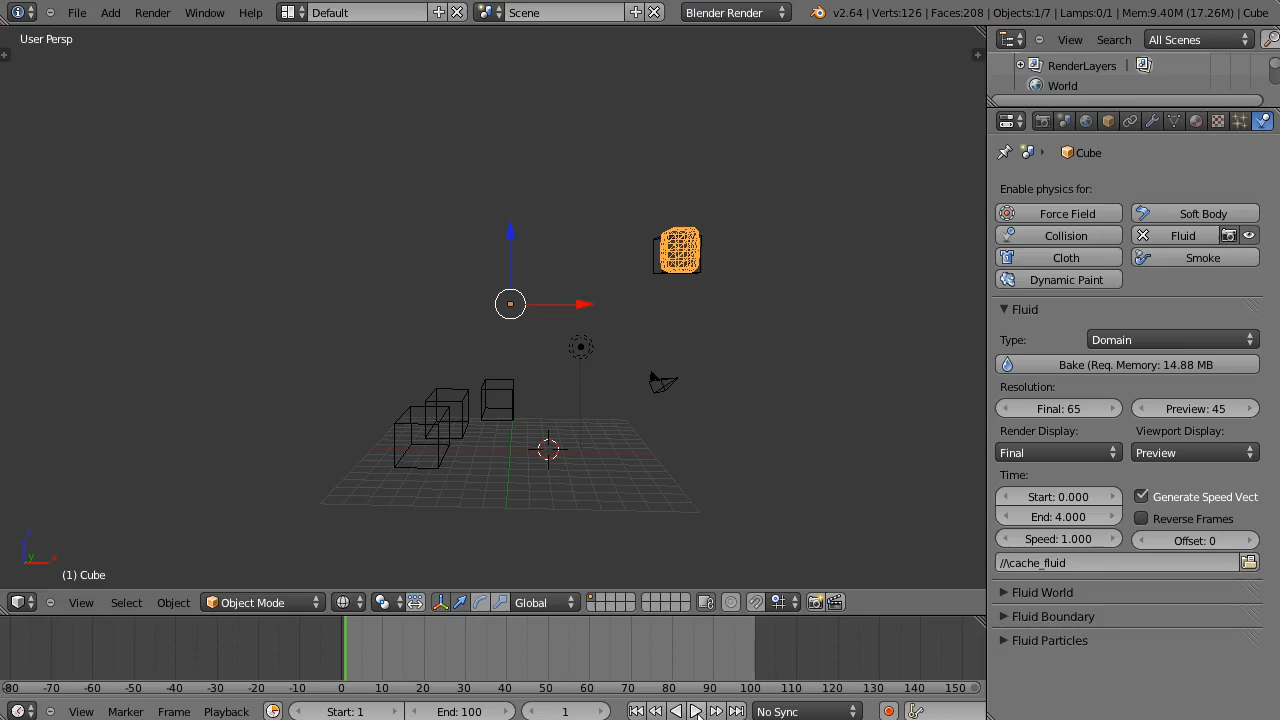 File Add Render Window Help Default Scene Blender Render v2.64 | Verts:126 | Faces:208 | Objects:1/7 | Lamps:0/1 | Mem:9.40M (17.26M) | Cube
User Persp
View Search All Scenes
RenderLayers
World
Cube
Enable physics for:
Force Field Soft Body
Collision Fluid
Cloth Smoke
Dynamic Paint
Fluid
Type: Domain
Bake (Req. Memory: 14.88 MB
Resolution:
Final: 65 Preview: 45
Render Display: Viewport Display:
Final Preview
Time:
Start: 0.000 Generate Speed Vect
End: 4.000 Reverse Frames
Speed: 1.000 Offset: 0
//\cache_fluid
Fluid World
Fluid Boundary
Fluid Particles
z
y x
(1) Cube
View Select Object Object Mode Global
-80 -70 -60 -50 -40 -30 -20 -10 0 10 20 30 40 50 60 70 80 90 100 110 120 130 140 150
View Marker Frame Playback Start: 1 End: 100 1 No Sync